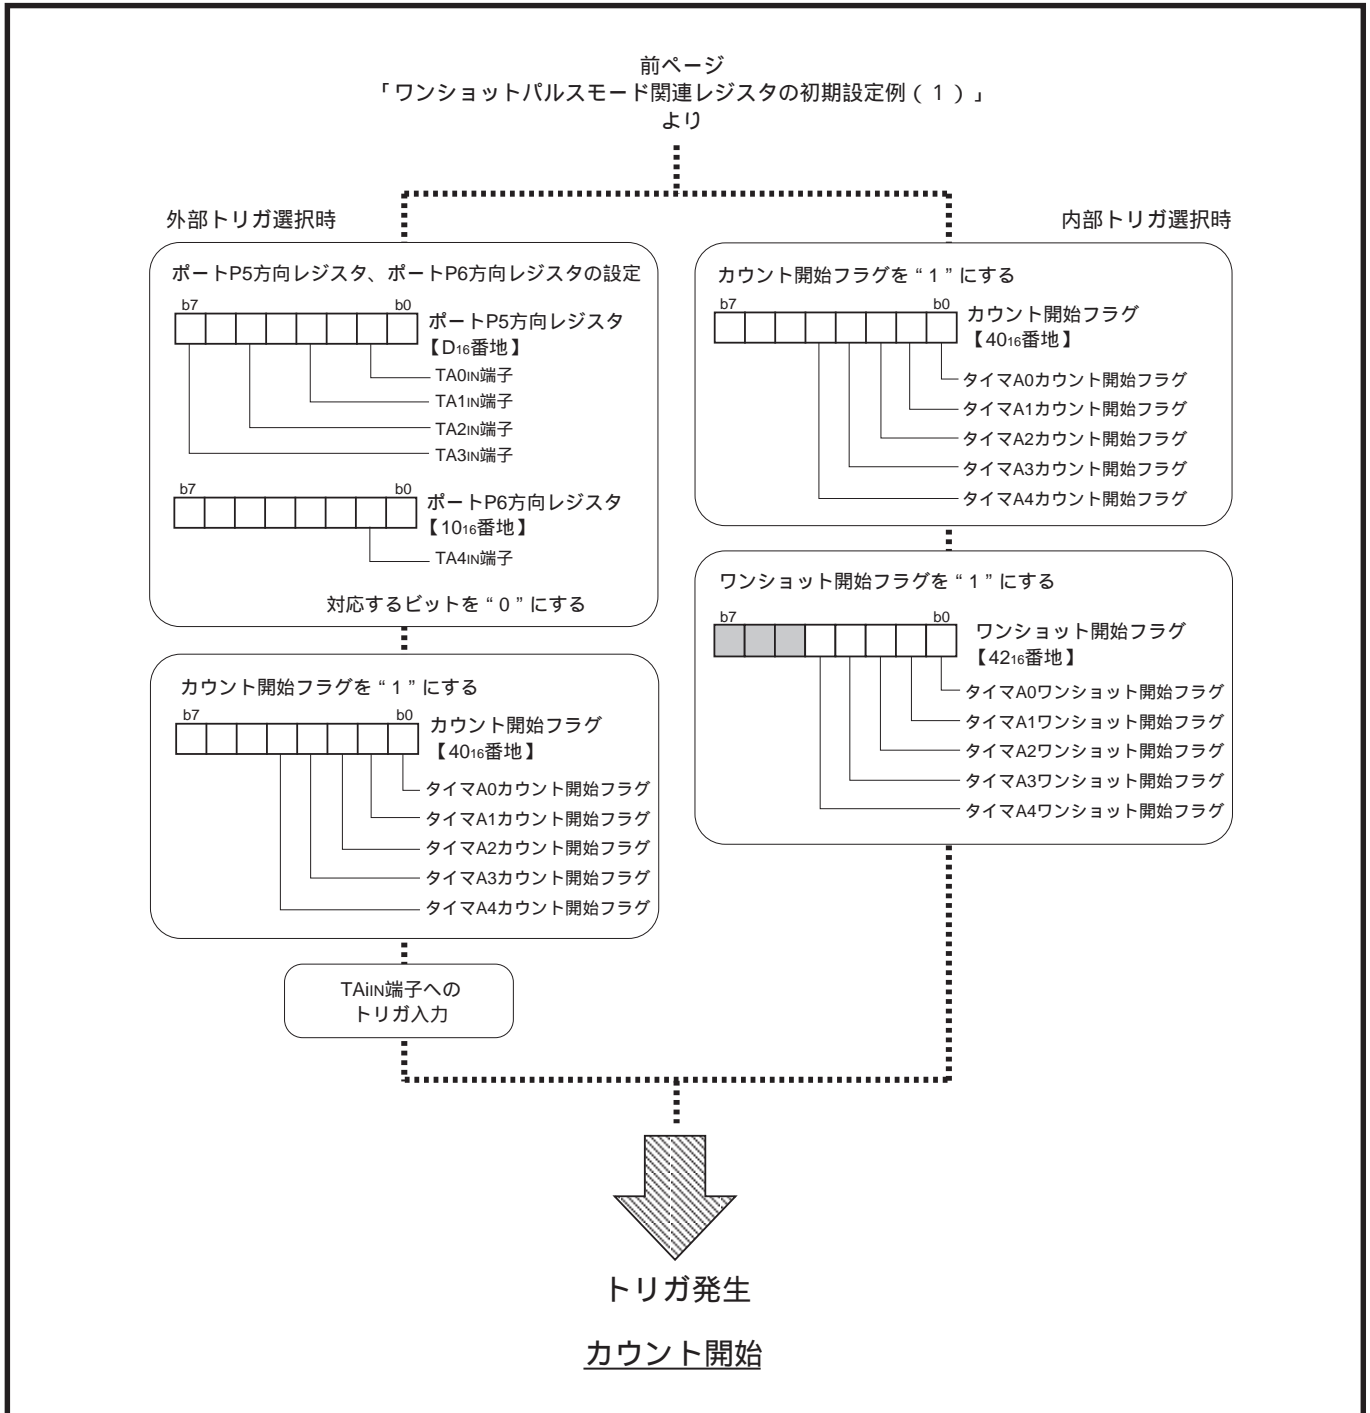 前ページ
「ワンショットパルスモード関連レジスタの初期設定例（1）」
より
外部トリガ選択時
ポートP5方向レジスタ、ポートP6方向レジスタの設定
b7 b0
ポートP5方向レジスタ
【D16番地】
TA0IN端子
TA1IN端子
TA2IN端子
TA3IN端子
b7 b0
ポートP6方向レジスタ
【1016番地】
TA4IN端子
対応するビットを“0”にする
カウント開始フラグを“1”にする
b7 b0
カウント開始フラグ
【4016番地】
タイマA0カウント開始フラグ
タイマA1カウント開始フラグ
タイマA2カウント開始フラグ
タイマA3カウント開始フラグ
タイマA4カウント開始フラグ
TAiIN端子への
トリガ入力
内部トリガ選択時
カウント開始フラグを“1”にする
b7 b0
カウント開始フラグ
【4016番地】
タイマA0カウント開始フラグ
タイマA1カウント開始フラグ
タイマA2カウント開始フラグ
タイマA3カウント開始フラグ
タイマA4カウント開始フラグ
ワンショット開始フラグを“1”にする
b7 b0
ワンショット開始フラグ
【4216番地】
タイマA0ワンショット開始フラグ
タイマA1ワンショット開始フラグ
タイマA2ワンショット開始フラグ
タイマA3ワンショット開始フラグ
タイマA4ワンショット開始フラグ
トリガ発生
カウント開始